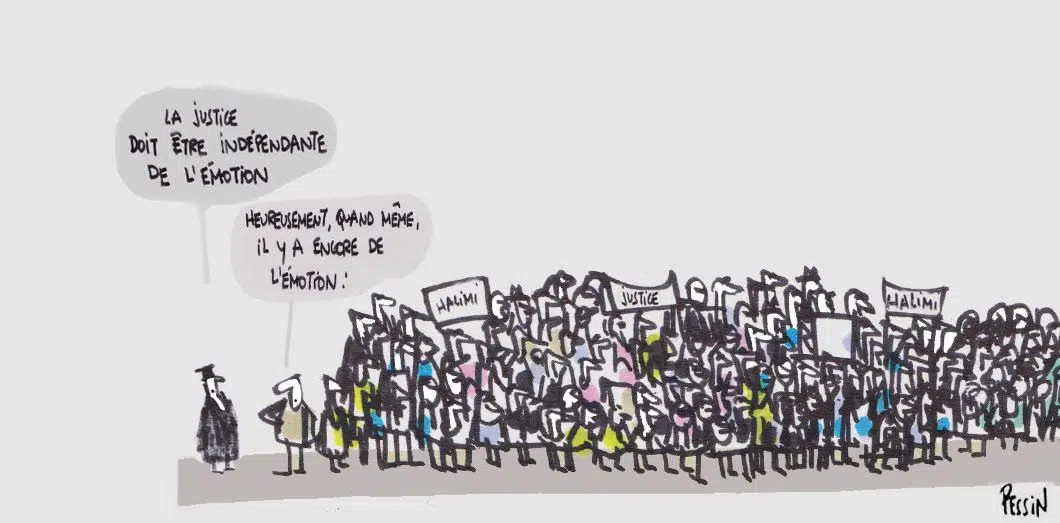 LA JUSTICE
DOIT ÊTRE INDÉPENDANTE
DE L'ÉMOTION
HEUREUSEMENT, QUAND MÊME,
IL Y A ENCORE DE
L'ÉMOTION !
HALIMI
JUSTICE
HALIMI
PESSIN